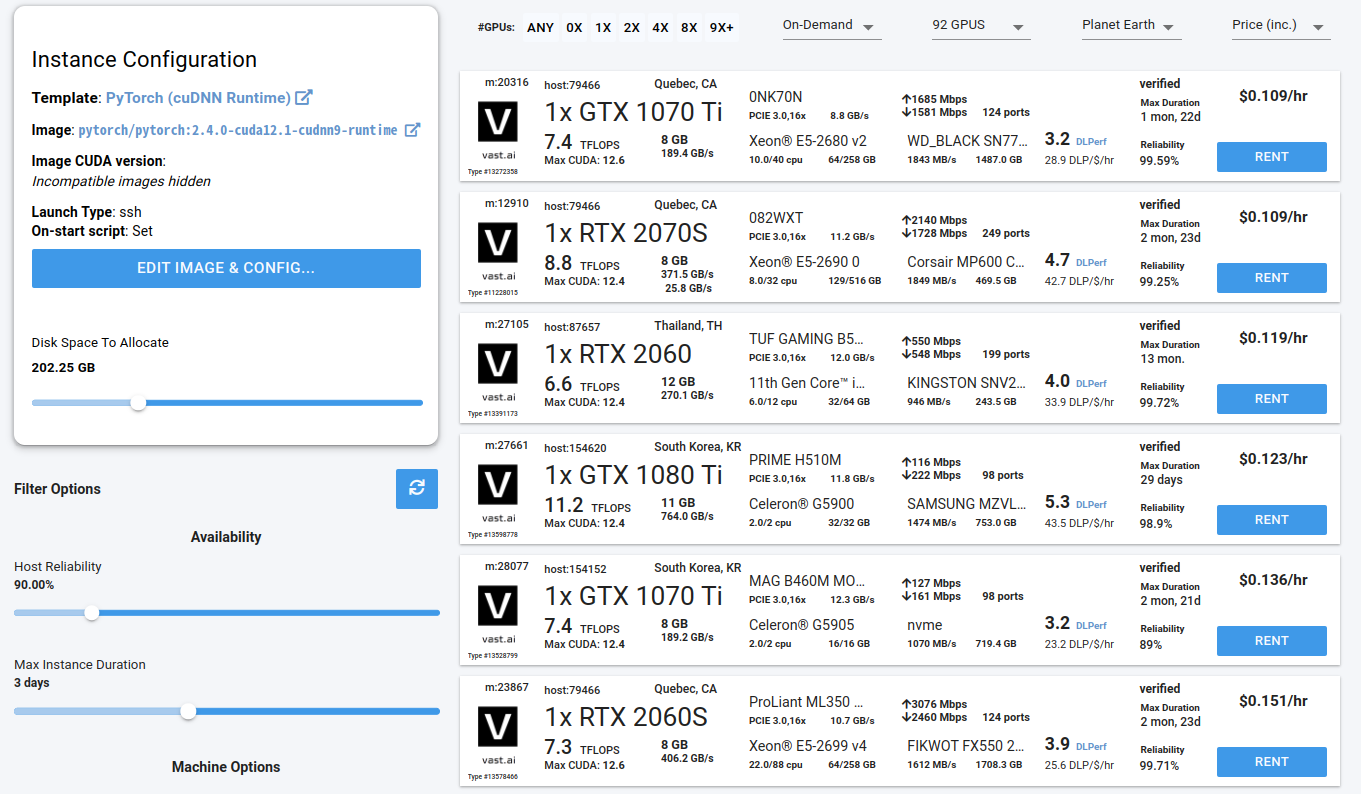 Instance Configuration
Template: PyTorch (cuDNN Runtime)
Image: pytorch/pytorch:2.4.0-cuda12.1-cudnn9-runtime
Image CUDA version:
Incompatible images hidden
Launch Type: ssh
On-start script: Set
EDIT IMAGE & CONFIG...
Disk Space To Allocate
202.25 GB
Filter Options
Availability
Host Reliability
90.00%
Max Instance Duration
3 days
Machine Options
#GPUs: ANY 0X 1X 2X 4X 8X 9X+ On-Demand 92 GPUS Planet Earth Price (inc.)
m:20316 host:79466 Quebec, CA verified
1x GTX 1070 Ti 0NK70N ↑1685 Mbps Max Duration $0.109/hr
PCIE 3.0,16x 8.8 GB/s ↓1581 Mbps 124 ports 1 mon, 22d
7.4 TFLOPS 8 GB Xeon® E5-2680 v2 WD_BLACK SN77... 3.2 DLPerf Reliability RENT
vast.ai Max CUDA: 12.6 189.4 GB/s 10.0/40 cpu 64/258 GB 1843 MB/s 1487.0 GB 28.9 DLP/$/hr 99.59%
Type #13272358
m:12910 host:79466 Quebec, CA verified
1x RTX 2070S 082WXT ↑2140 Mbps Max Duration $0.109/hr
PCIE 3.0,16x 11.2 GB/s ↓1728 Mbps 249 ports 2 mon, 23d
8.8 TFLOPS 8 GB Xeon® E5-2690 0 Corsair MP600 C... 4.7 DLPerf Reliability RENT
vast.ai Max CUDA: 12.4 371.5 GB/s 8.0/32 cpu 129/516 GB 1849 MB/s 469.5 GB 42.7 DLP/$/hr 99.25%
Type #11228015 25.8 GB/s
m:27105 host:87657 Thailand, TH verified
1x RTX 2060 TUF GAMING B5... ↑550 Mbps Max Duration $0.119/hr
PCIE 3.0,16x 12.0 GB/s ↓548 Mbps 199 ports 13 mon.
6.6 TFLOPS 12 GB 11th Gen Core™ i... KINGSTON SNV2... 4.0 DLPerf Reliability RENT
vast.ai Max CUDA: 12.4 270.1 GB/s 6.0/12 cpu 32/64 GB 946 MB/s 243.5 GB 33.9 DLP/$/hr 99.72%
Type #13391173
m:27661 host:154620 South Korea, KR verified
1x GTX 1080 Ti PRIME H510M ↑116 Mbps Max Duration $0.123/hr
PCIE 3.0,16x 11.8 GB/s ↓222 Mbps 98 ports 29 days
11.2 TFLOPS 11 GB Celeron® G5900 SAMSUNG MZVL... 5.3 DLPerf Reliability RENT
vast.ai Max CUDA: 12.4 764.0 GB/s 2.0/2 cpu 32/32 GB 1474 MB/s 753.0 GB 43.5 DLP/$/hr 98.9%
Type #13598778
m:28077 host:154152 South Korea, KR verified
1x GTX 1070 Ti MAG B460M MO... ↑127 Mbps Max Duration $0.136/hr
PCIE 3.0,16x 12.3 GB/s ↓161 Mbps 98 ports 2 mon, 21d
7.4 TFLOPS 8 GB Celeron® G5905 nvme 3.2 DLPerf Reliability RENT
vast.ai Max CUDA: 12.4 189.2 GB/s 2.0/2 cpu 16/16 GB 1070 MB/s 719.4 GB 23.2 DLP/$/hr 89%
Type #13528799
m:23867 host:79466 Quebec, CA verified
1x RTX 2060S ProLiant ML350 ... ↑3076 Mbps Max Duration $0.151/hr
PCIE 3.0,16x 10.7 GB/s ↓2460 Mbps 124 ports 2 mon, 23d
7.3 TFLOPS 8 GB Xeon® E5-2699 v4 FIKWOT FX550 2... 3.9 DLPerf Reliability RENT
vast.ai Max CUDA: 12.6 406.2 GB/s 22.0/88 cpu 64/258 GB 1612 MB/s 1708.3 GB 25.6 DLP/$/hr 99.71%
Type #13578466